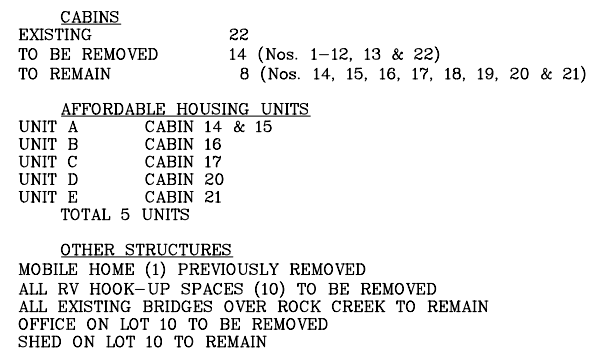 CABINS
EXISTING 22
TO BE REMOVED 14 (Nos. 1-12, 13 & 22)
TO REMAIN 8 (Nos. 14, 15, 16, 17, 18, 19, 20 & 21)
AFFORDABLE HOUSING UNITS
UNIT A CABIN 14 & 15
UNIT B CABIN 16
UNIT C CABIN 17
UNIT D CABIN 20
UNIT E CABIN 21
TOTAL 5 UNITS
OTHER STRUCTURES
MOBILE HOME (1) PREVIOUSLY REMOVED
ALL RV HOOK-UP SPACES (10) TO BE REMOVED
ALL EXISTING BRIDGES OVER ROCK CREEK TO REMAIN
OFFICE ON LOT 10 TO BE REMOVED
SHED ON LOT 10 TO REMAIN